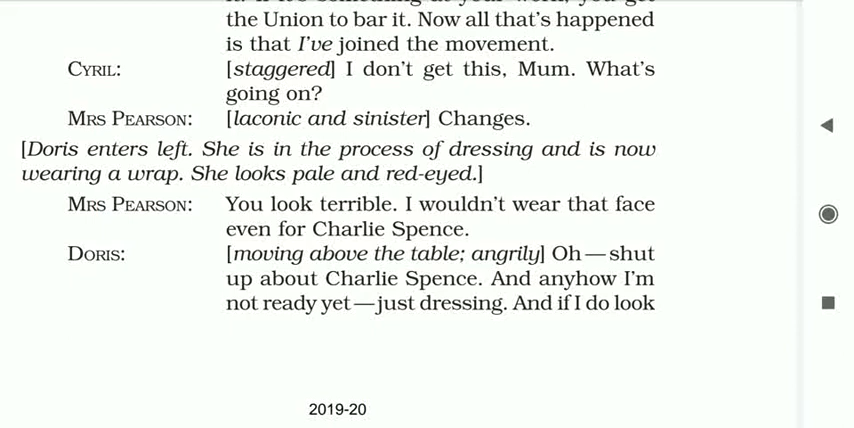 the Union to bar it. Now all that's happened
is that I've joined the movement.
CYRIL: [staggered] I don't get this, Mum. What's
going on?
MRS PEARSON: [laconic and sinister] Changes.
[Doris enters left. She is in the process of dressing and is now
wearing a wrap. She looks pale and red-eyed.]
MRS PEARSON: You look terrible. I wouldn't wear that face
even for Charlie Spence.
DORIS: [moving above the table; angrily] Oh—shut
up about Charlie Spence. And anyhow I'm
not ready yet—just dressing. And if I do look
2019-20